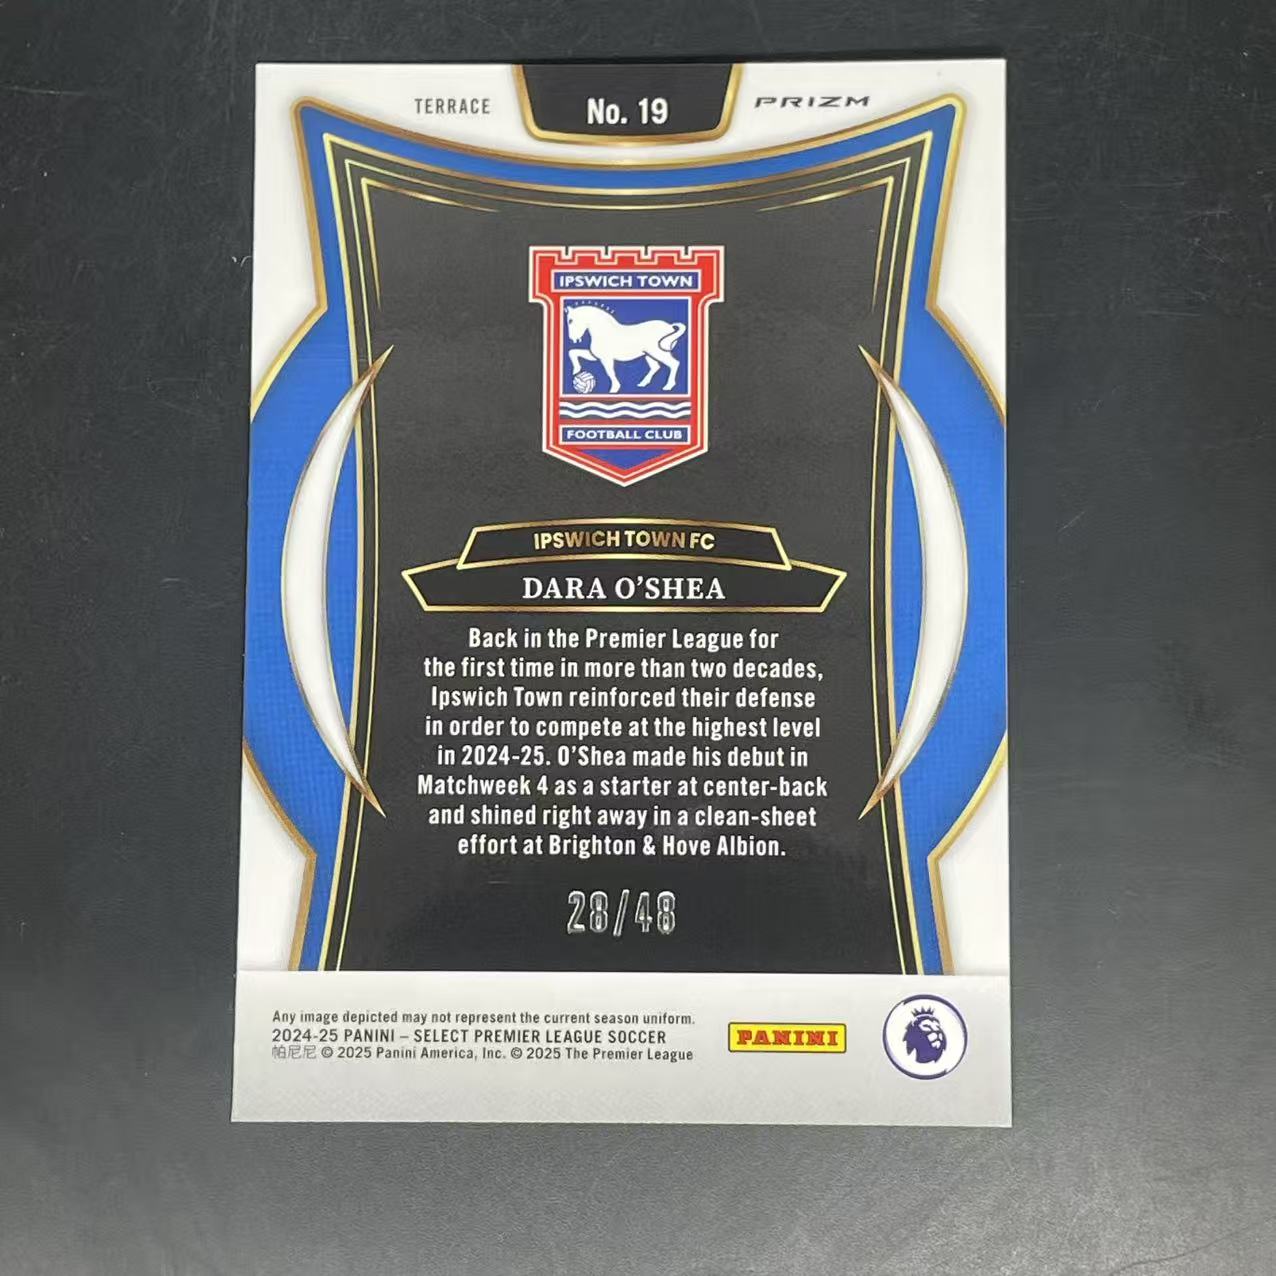 TERRACE
No. 19
PRIZM
IPSWICH TOWN
FOOTBALL CLUB
IPSWICH TOWN FC
DARA O'SHEA
Back in the Premier League for
the first time in more than two decades,
Ipswich Town reinforced their defense
in order to compete at the highest level
in 2024-25. O'Shea made his debut in
Matchweek 4 as a starter at center-back
and shined right away in a clean-sheet
effort at Brighton & Hove Albion.
28/48
Any image depicted may not represent the current season uniform.
2024-25 PANINI – SELECT PREMIER LEAGUE SOCCER
帕尼尼 © 2025 Panini America, Inc. © 2025 The Premier League
PANINI